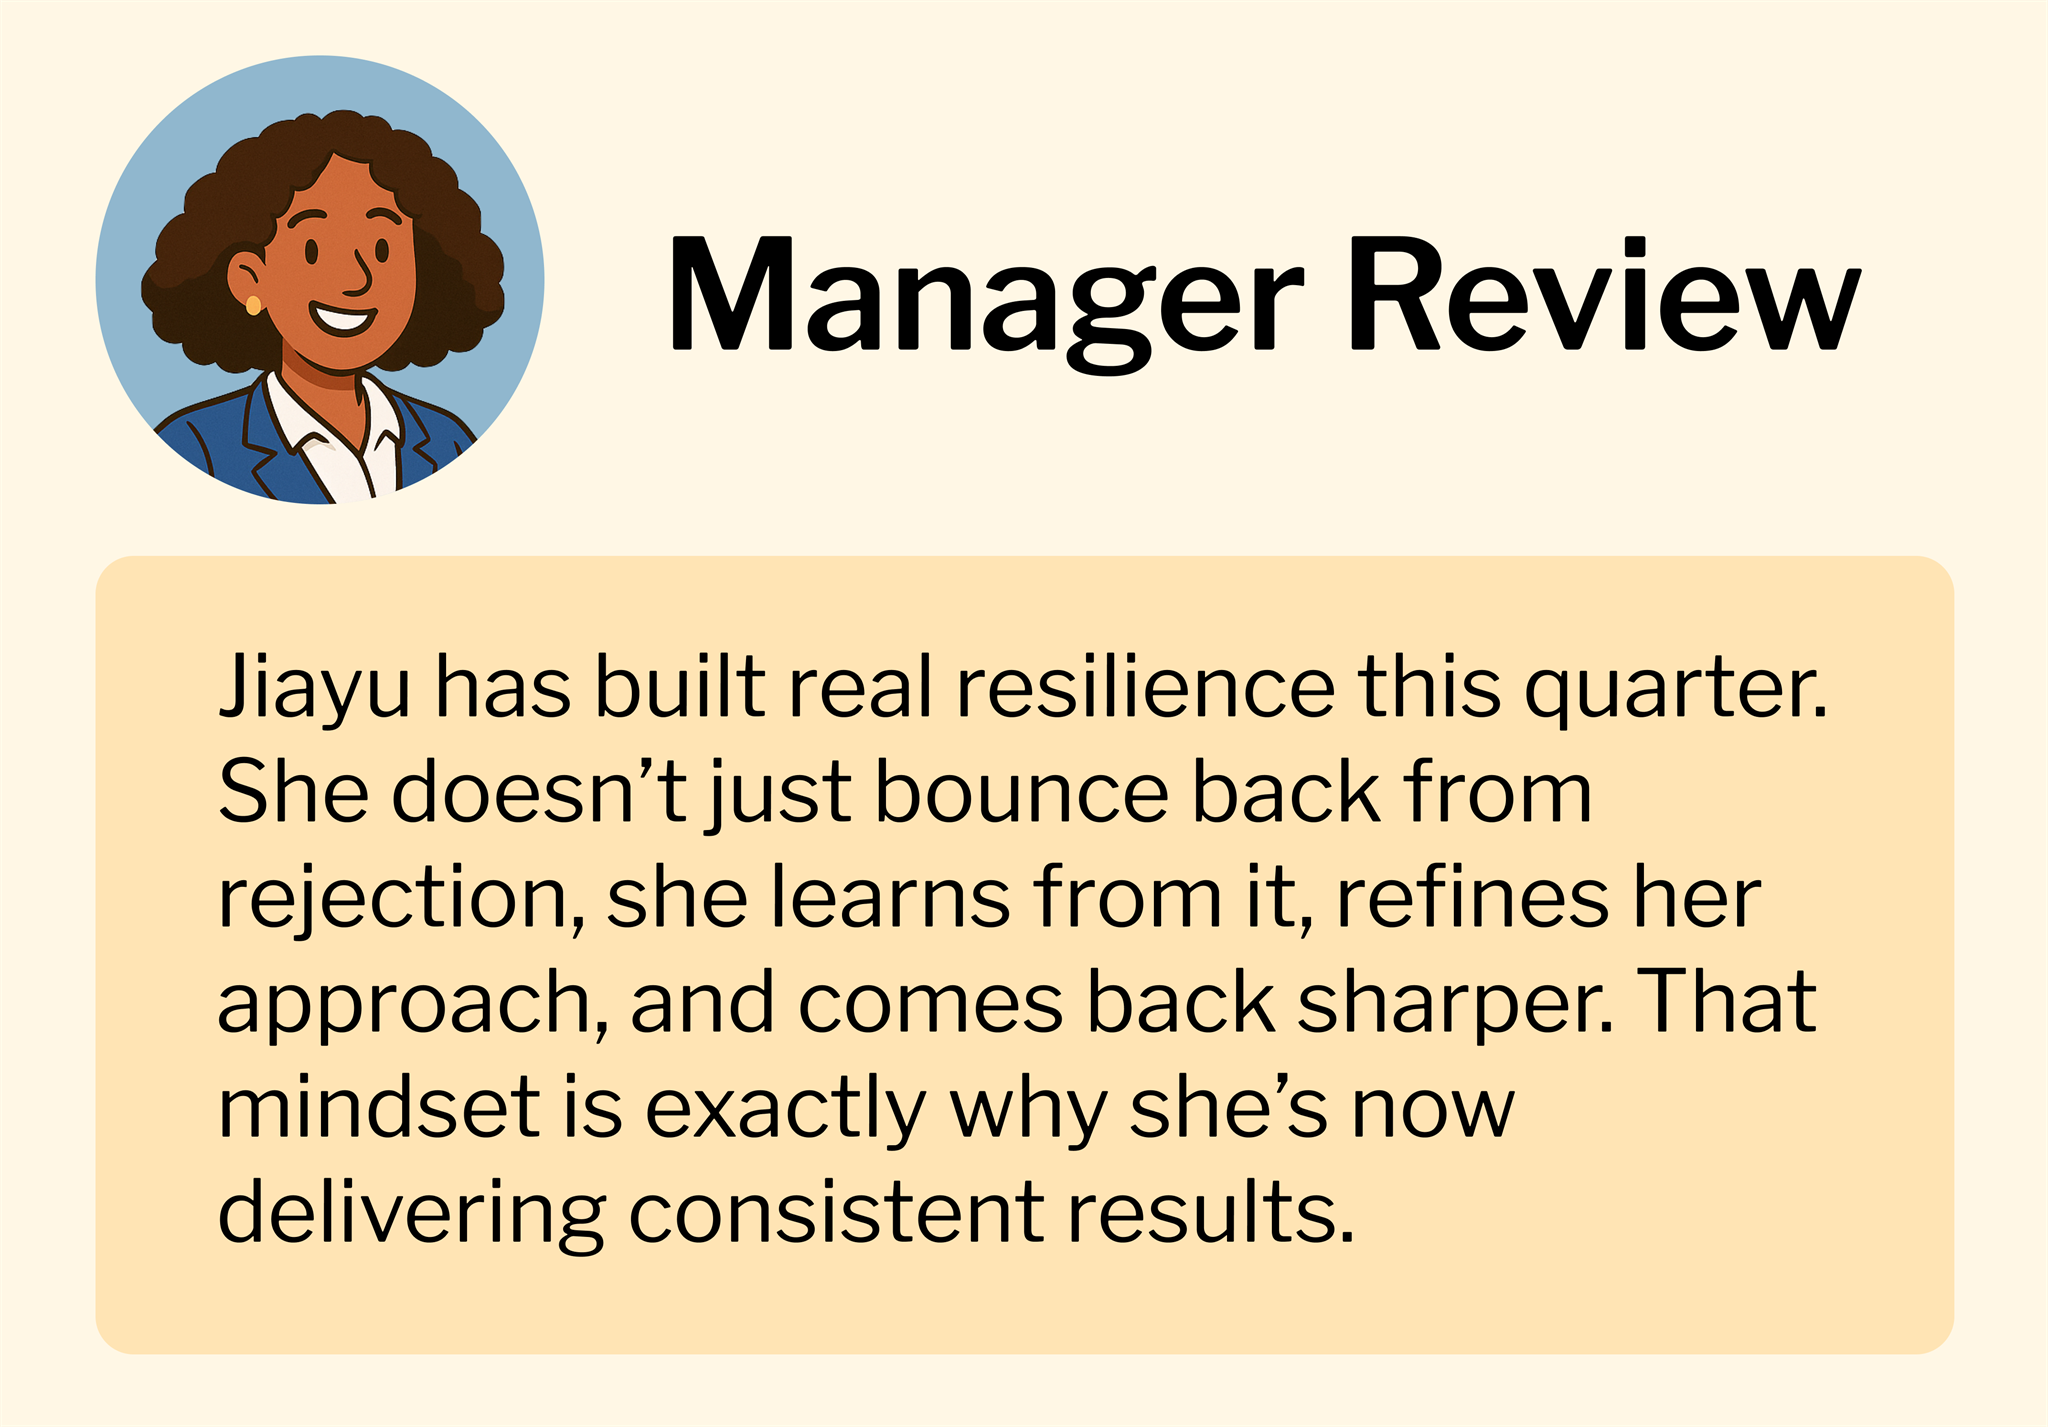 Manager Review
Jiayu has built real resilience this quarter.
She doesn’t just bounce back from
rejection, she learns from it, refines her
approach, and comes back sharper. That
mindset is exactly why she’s now
delivering consistent results.